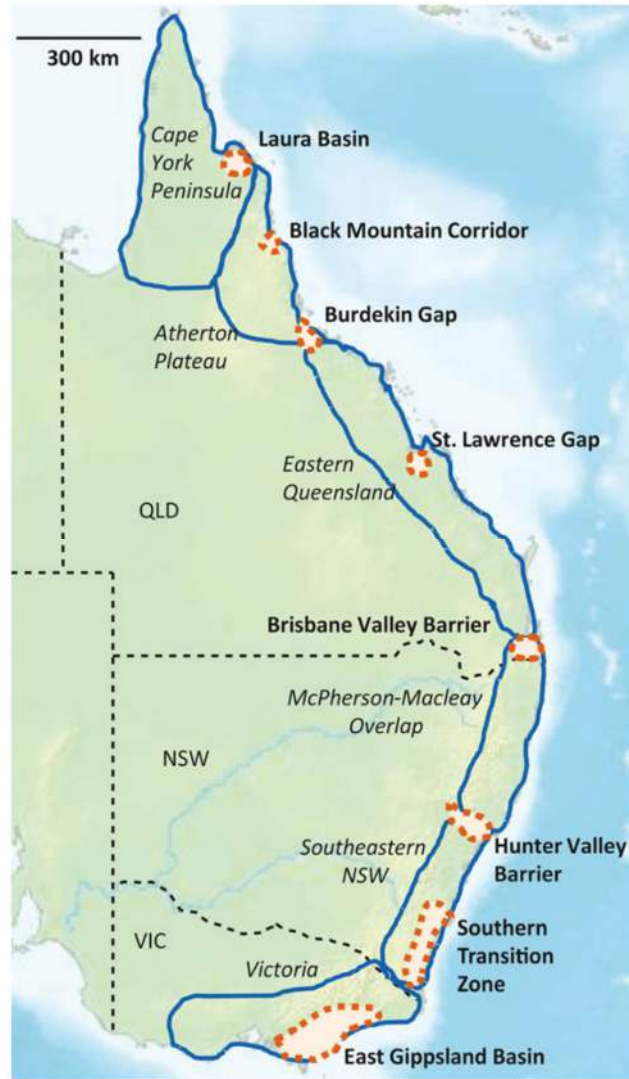 300 km
Cape
York
Peninsula
Laura Basin
Black Mountain Corridor
Burdekin Gap
Atherton
Plateau
St. Lawrence Gap
Eastern
Queensland
QLD
Brisbane Valley Barrier
McPherson-Macleay
Overlap
NSW
Southeastern
NSW
Hunter Valley
Barrier
Southern
Transition
Zone
VIC
Victoria
East Gippsland Basin